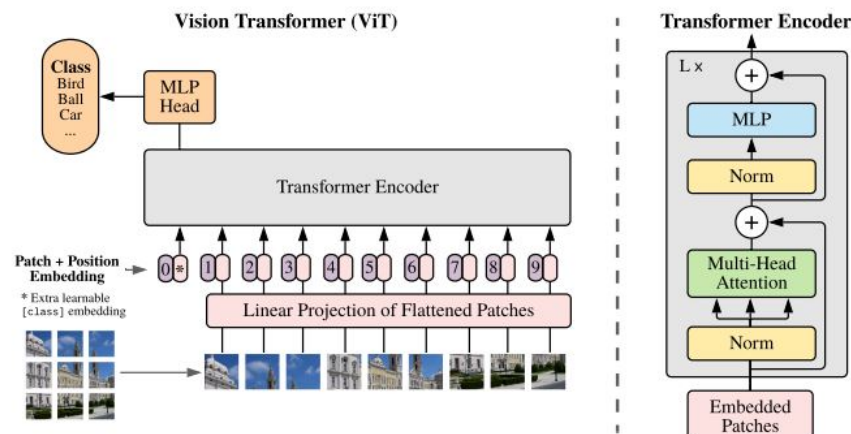 Vision Transformer (ViT)
Class
Bird
Ball
Car
...
MLP
Head
Transformer Encoder
Patch + Position
Embedding
0 * 1 2 3 4 5 6 7 8 9
* Extra learnable
[class] embedding
Linear Projection of Flattened Patches
Transformer Encoder
L ×
+
MLP
Norm
+
Multi-Head
Attention
Norm
Embedded
Patches